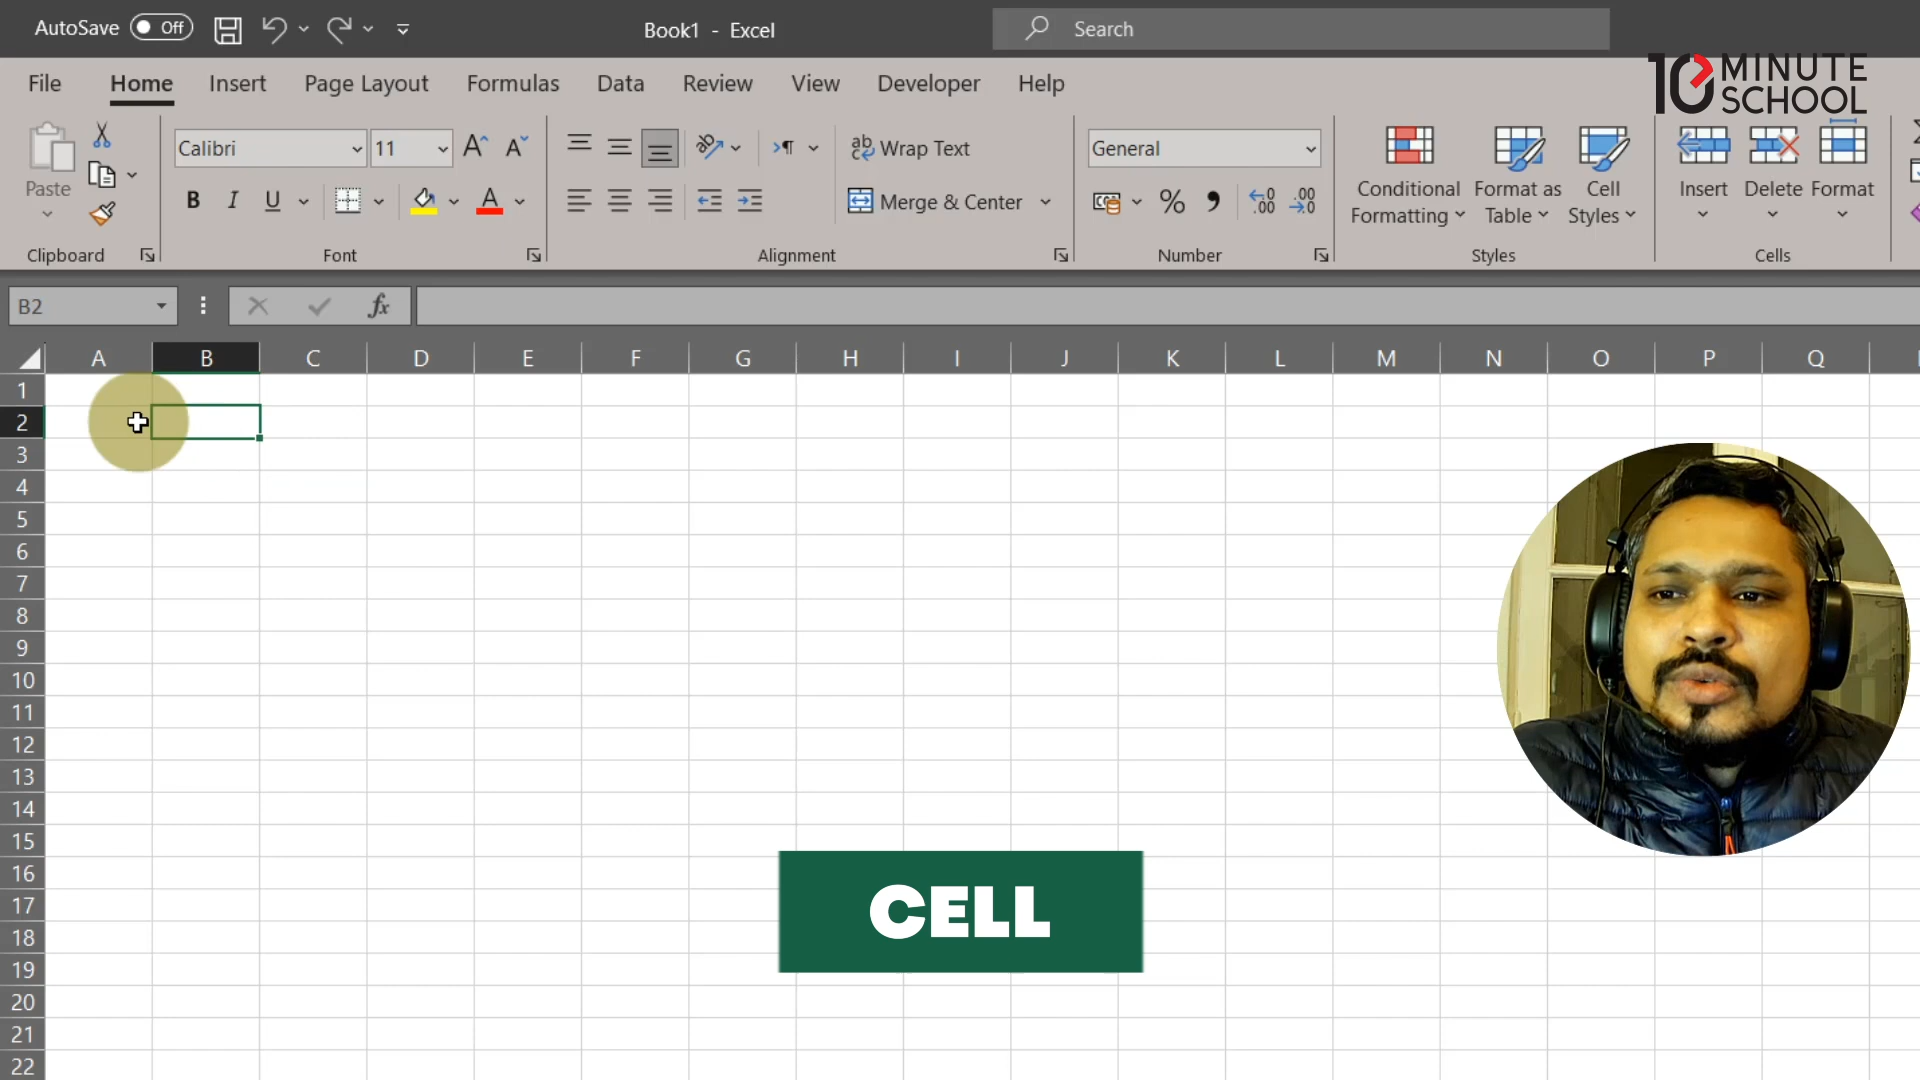 AutoSave Off
Book1 - Excel
Search
10 MINUTE SCHOOL
File Home Insert Page Layout Formulas Data Review View Developer Help
Paste
Clipboard
Calibri 11
B I U A
Font
Wrap Text
Merge & Center
Alignment
General
% .00 .00
Number
Conditional Formatting
Format as Table
Cell Styles
Styles
Insert Delete Format
Cells
B2 fx
A B C D E F G H I J K L M N O P Q
1
2
3
4
5
6
7
8
9
10
11
12
13
14
15
16
17
18
19
20
21
22
CELL